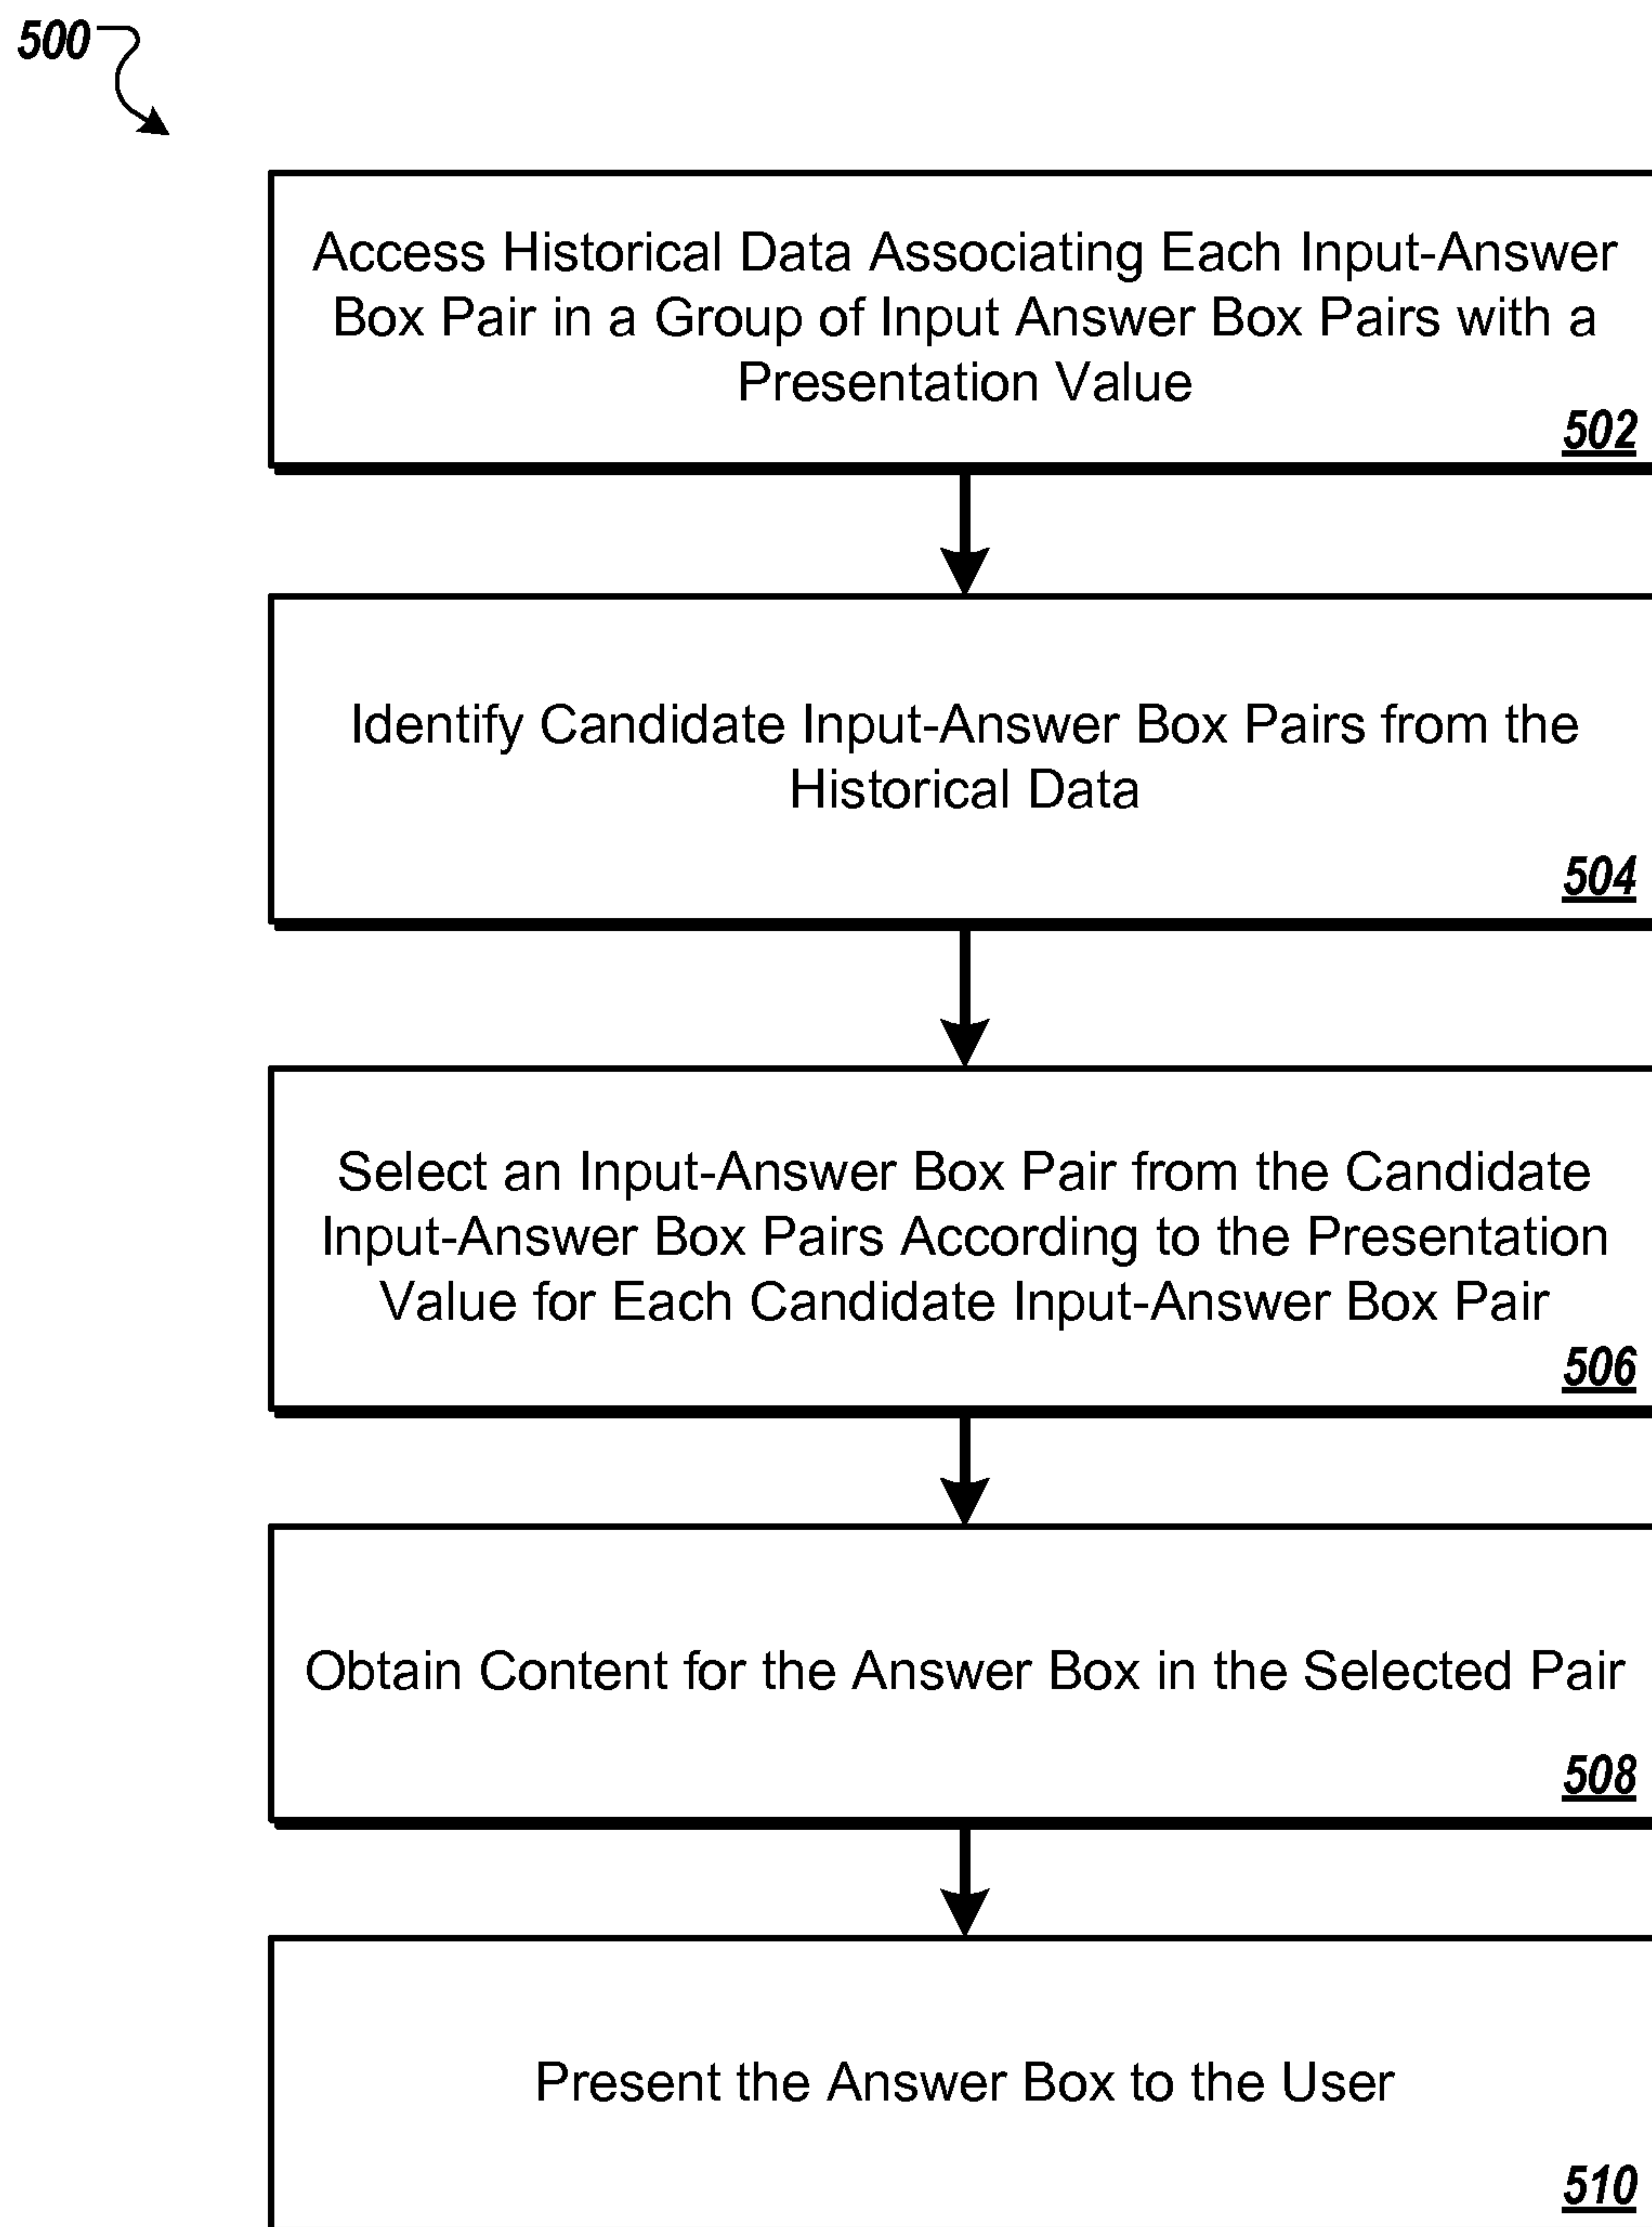 500
Access Historical Data Associating Each Input-Answer
Box Pair in a Group of Input Answer Box Pairs with a
Presentation Value
502
Identify Candidate Input-Answer Box Pairs from the
Historical Data
504
Select an Input-Answer Box Pair from the Candidate
Input-Answer Box Pairs According to the Presentation
Value for Each Candidate Input-Answer Box Pair
506
Obtain Content for the Answer Box in the Selected Pair
508
Present the Answer Box to the User
510